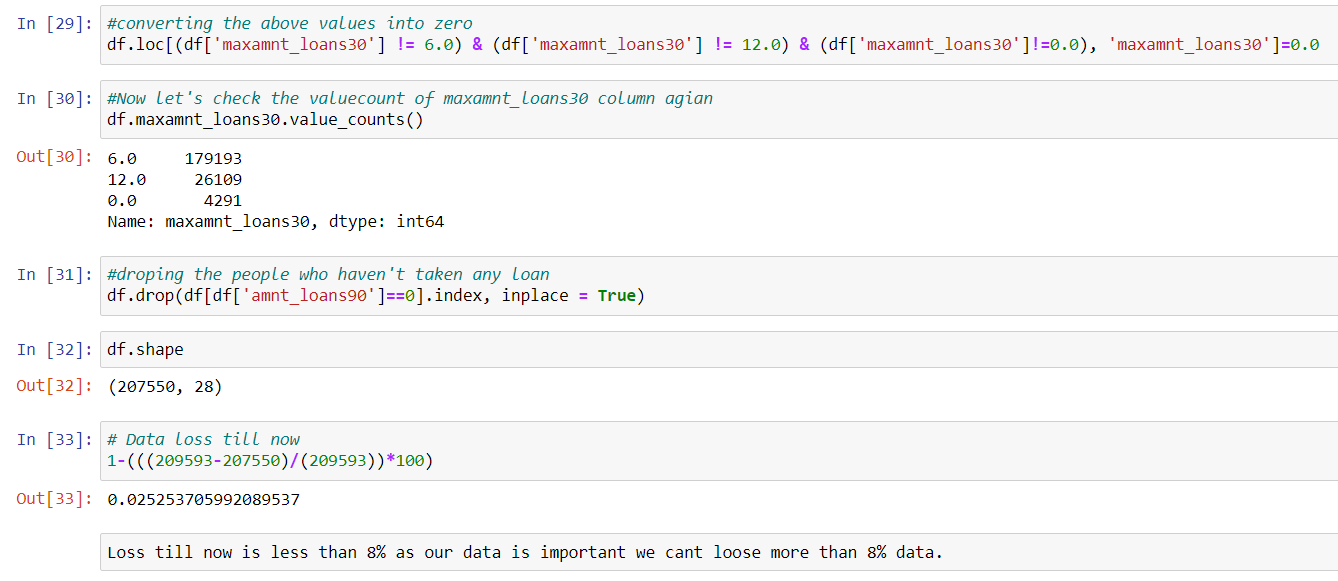 In [29]: #converting the above values into zero
df.loc[(df['maxamnt_loans30'] != 6.0) & (df['maxamnt_loans30'] != 12.0) & (df['maxamnt_loans30']!=0.0), 'maxamnt_loans30']=0.0
In [30]: #Now let's check the valuecount of maxamnt_loans30 column agian
df.maxamnt_loans30.value_counts()
Out[30]: 6.0     179193
12.0     26109
0.0       4291
Name: maxamnt_loans30, dtype: int64
In [31]: #droping the people who haven't taken any loan
df.drop(df[df['amnt_loans90']==0].index, inplace = True)
In [32]: df.shape
Out[32]: (207550, 28)
In [33]: # Data loss till now
1-(((209593-207550)/(209593))*100)
Out[33]: 0.025253705992089537
Loss till now is less than 8% as our data is important we cant loose more than 8% data.